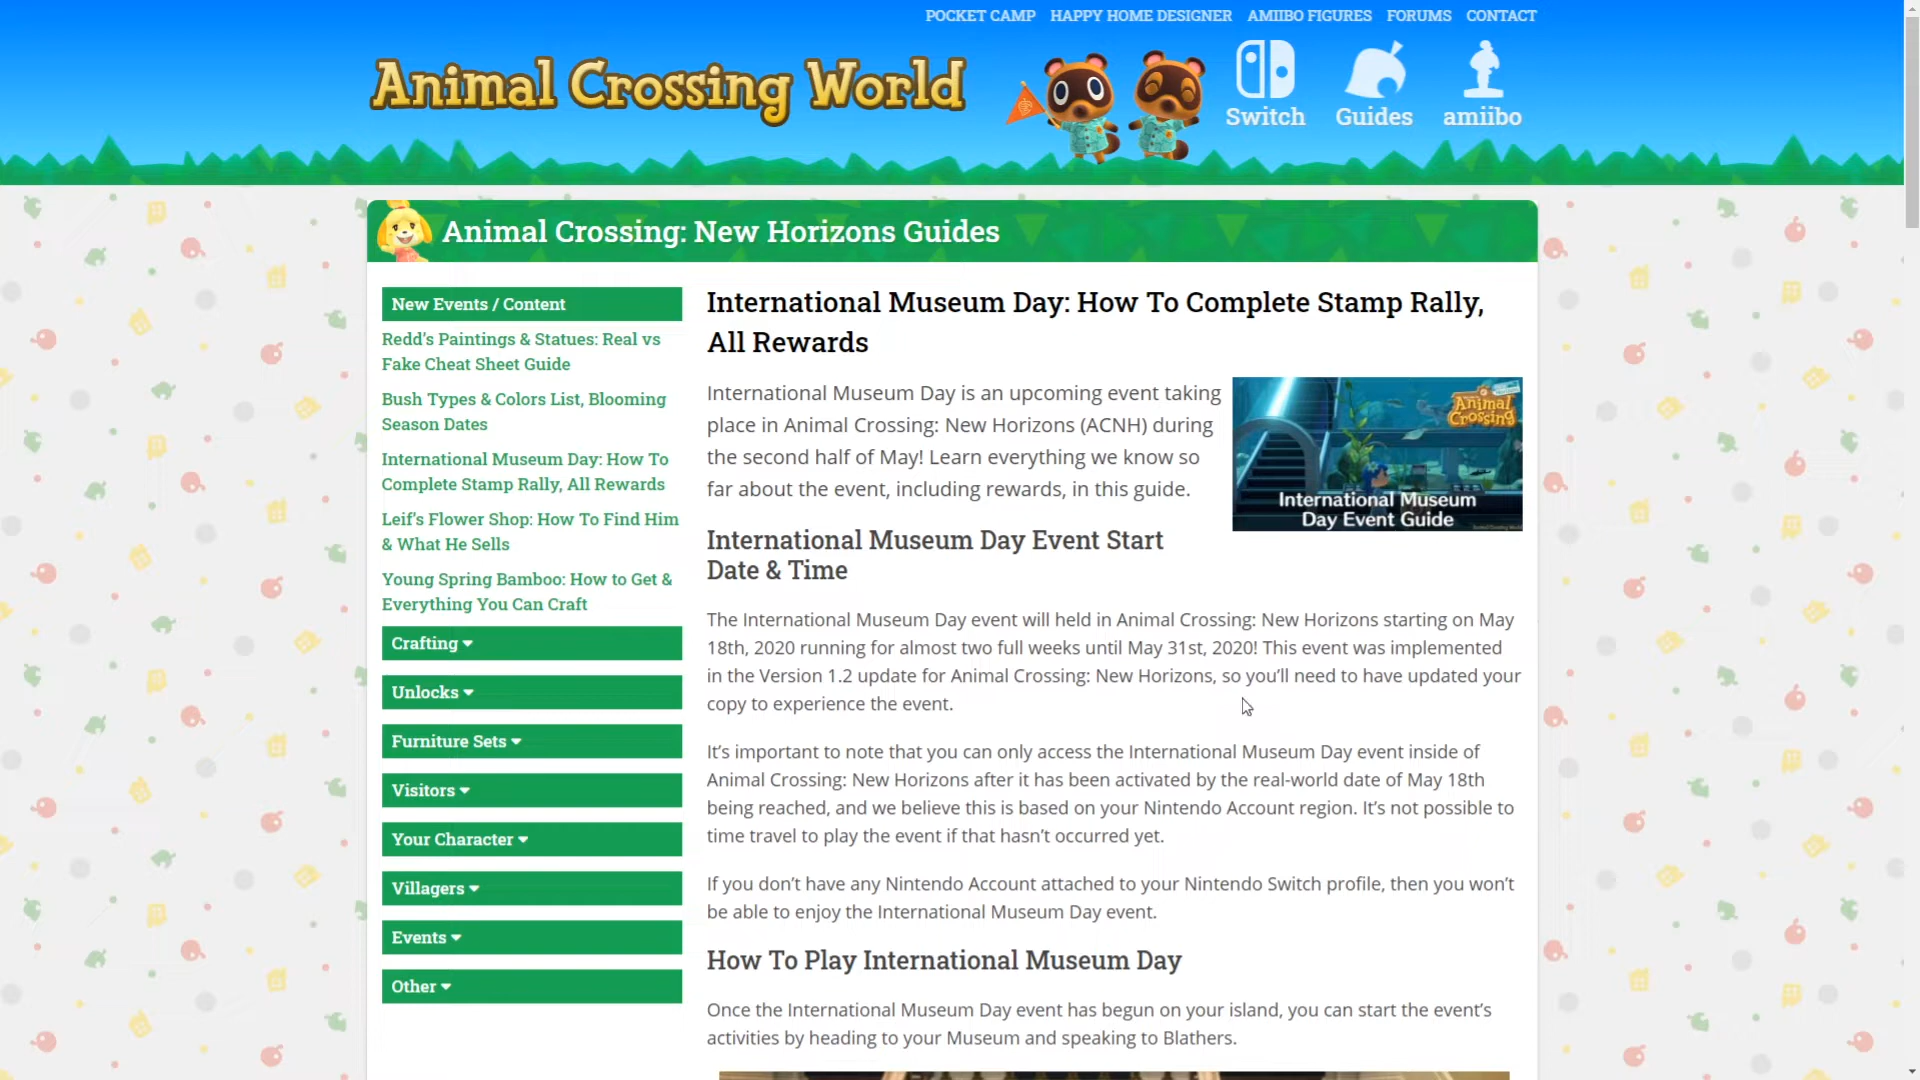 POCKET CAMP HAPPY HOME DESIGNER AMIIBO FIGURES FORUMS CONTACT
Animal Crossing World
Switch Guides amiibo
Animal Crossing: New Horizons Guides
New Events / Content
Redd's Paintings & Statues: Real vs
Fake Cheat Sheet Guide
Bush Types & Colors List, Blooming
Season Dates
International Museum Day: How To
Complete Stamp Rally, All Rewards
Leif's Flower Shop: How To Find Him
& What He Sells
Young Spring Bamboo: How to Get &
Everything You Can Craft
Crafting
Unlocks
Furniture Sets
Visitors
Your Character
Villagers
Events
Other
International Museum Day: How To Complete Stamp Rally,
All Rewards
International Museum Day is an upcoming event taking
place in Animal Crossing: New Horizons (ACNH) during
the second half of May! Learn everything we know so
far about the event, including rewards, in this guide.
Animal
Crossing
International Museum
Day Event Guide
International Museum Day Event Start
Date & Time
The International Museum Day event will held in Animal Crossing: New Horizons starting on May
18th, 2020 running for almost two full weeks until May 31st, 2020! This event was implemented
in the Version 1.2 update for Animal Crossing: New Horizons, so you'll need to have updated your
copy to experience the event.
It's important to note that you can only access the International Museum Day event inside of
Animal Crossing: New Horizons after it has been activated by the real-world date of May 18th
being reached, and we believe this is based on your Nintendo Account region. It's not possible to
time travel to play the event if that hasn't occurred yet.
If you don't have any Nintendo Account attached to your Nintendo Switch profile, then you won't
be able to enjoy the International Museum Day event.
How To Play International Museum Day
Once the International Museum Day event has begun on your island, you can start the event's
activities by heading to your Museum and speaking to Blathers.